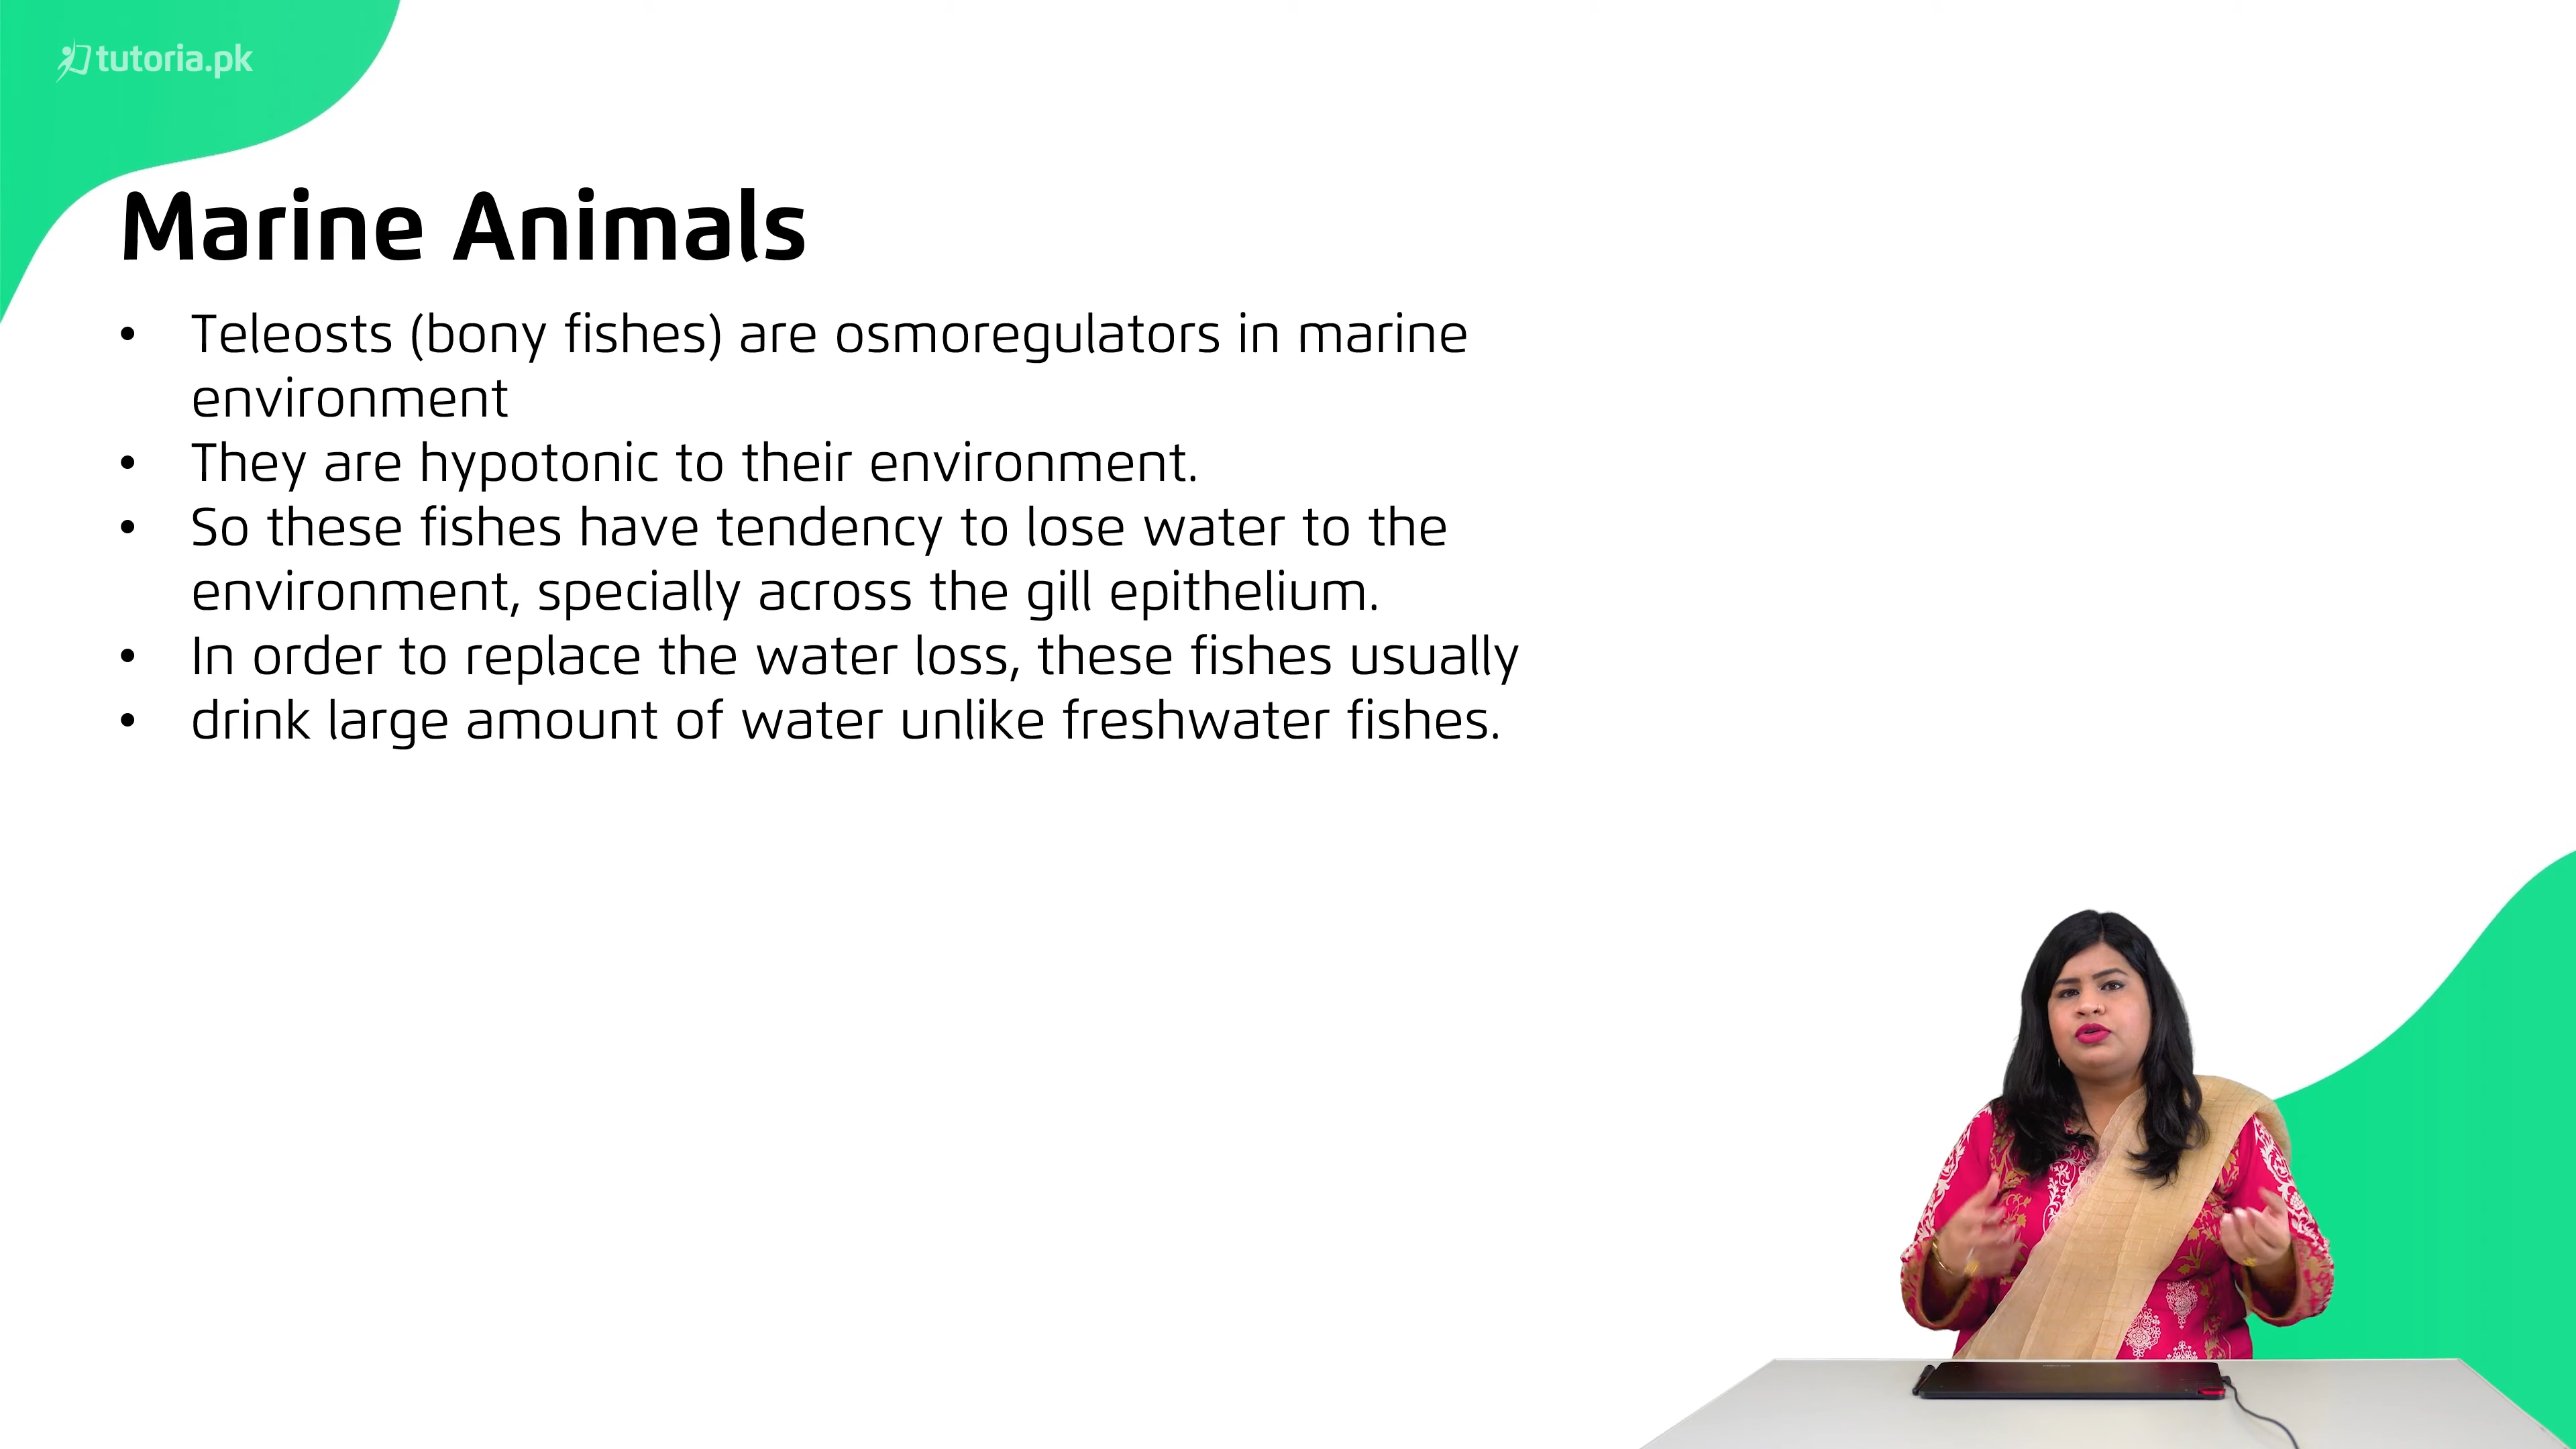 tutoria.pk
Marine Animals
• Teleosts (bony fishes) are osmoregulators in marine
environment
• They are hypotonic to their environment.
• So these fishes have tendency to lose water to the
environment, specially across the gill epithelium.
• In order to replace the water loss, these fishes usually
• drink large amount of water unlike freshwater fishes.